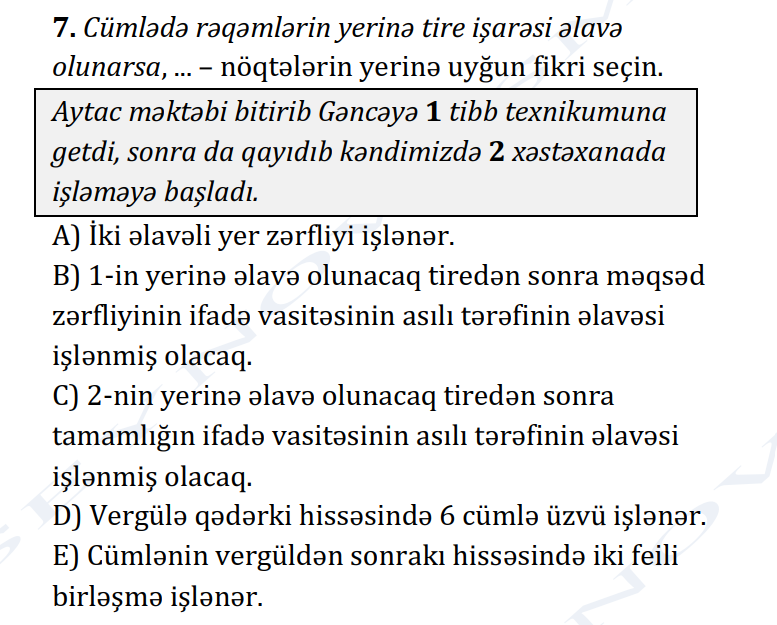 7. Cümlədə rəqəmlərin yerinə tire işarəsi əlavə
olunarsa, ... – nöqtələrin yerinə uyğun fikri seçin.
Aytac məktəbi bitirib Gəncəyə 1 tibb texnikumuna
getdi, sonra da qayıdıb kəndimizdə 2 xəstəxanada
işləməyə başladı.
A) İki əlavəli yer zərfliyi işlənər.
B) 1-in yerinə əlavə olunacaq tiredən sonra məqsəd
zərfliyinin ifadə vasitəsinin asılı tərəfinin əlavəsi
işlənmiş olacaq.
C) 2-nin yerinə əlavə olunacaq tiredən sonra
tamamlığın ifadə vasitəsinin asılı tərəfinin əlavəsi
işlənmiş olacaq.
D) Vergülə qədərki hissəsində 6 cümlə üzvü işlənər.
E) Cümlənin vergüldən sonrakı hissəsində iki feili
birləşmə işlənər.